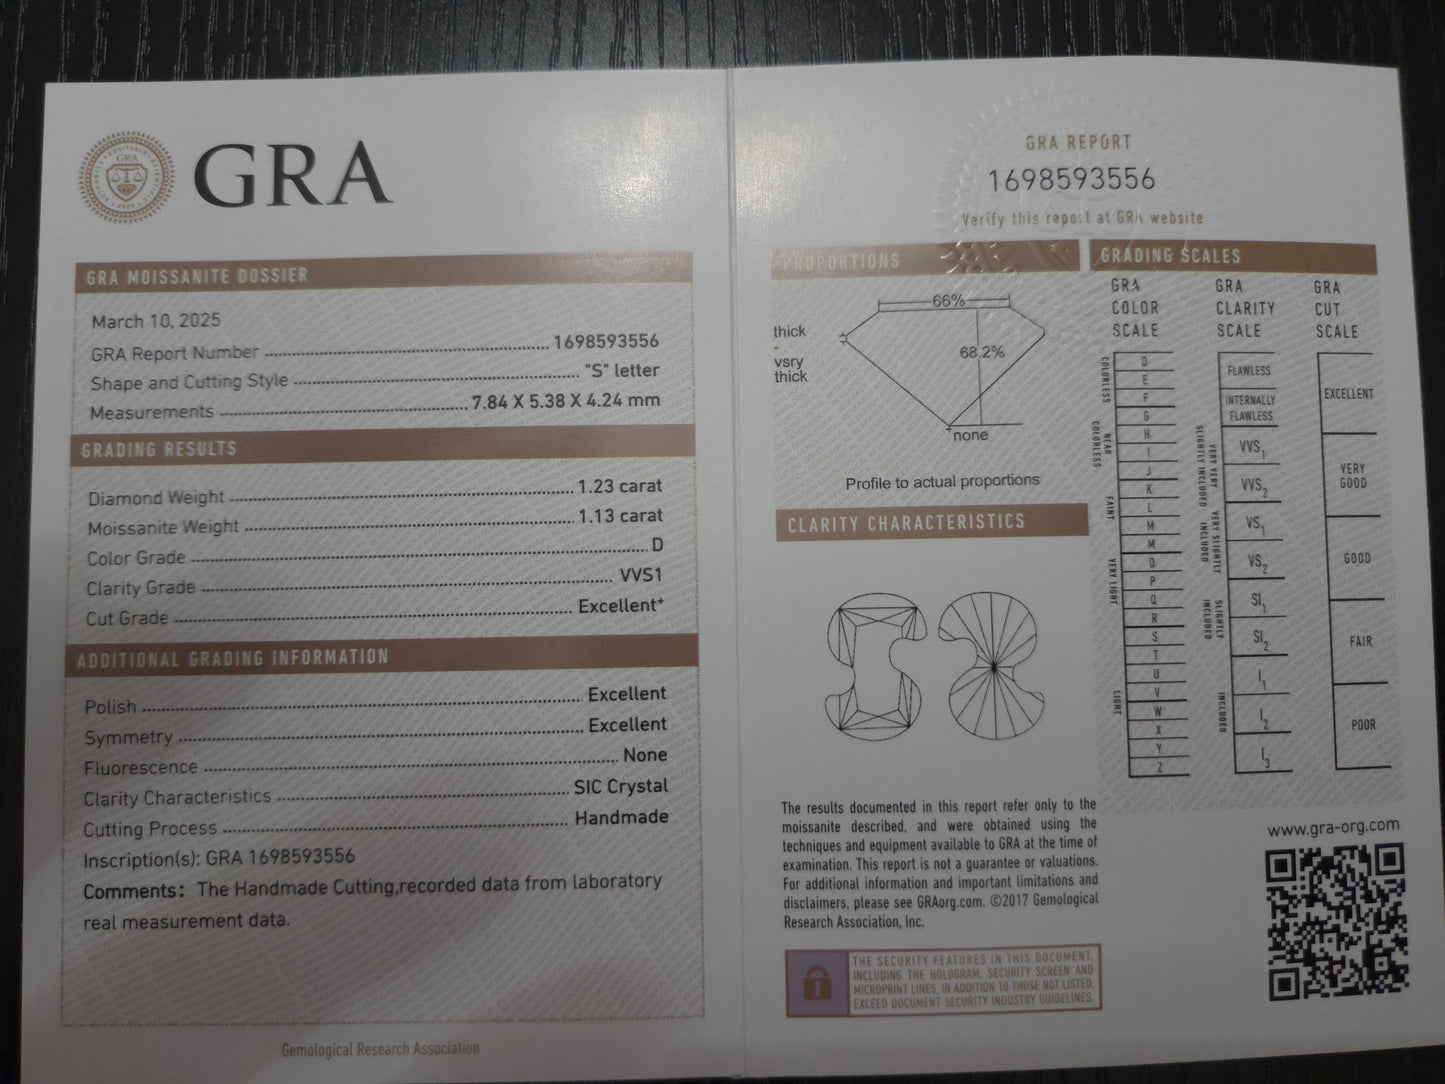 GRA
GRA
GRA MOISSANITE DOSSIER
March 10, 2025
GRA Report Number 1698593556
Shape and Cutting Style "S" letter
Measurements 7.84 X 5.38 X 4.24 mm
GRADING RESULTS
Diamond Weight 1.23 carat
Moissanite Weight 1.13 carat
Color Grade D
Clarity Grade VVS1
Cut Grade Excellent+
ADDITIONAL GRADING INFORMATION
Polish Excellent
Symmetry Excellent
Fluorescence None
Clarity Characteristics SIC Crystal
Cutting Process Handmade
Inscription(s): GRA 1698593556
Comments: The Handmade Cutting,recorded data from laboratory
real measurement data.
Gemological Research Association
GRA REPORT
1698593556
Verify this repost at GRA website
PROPORTIONS
66%
thick
-
vsry
thick
68.2%
none
Profile to actual proportions
CLARITY CHARACTERISTICS
The results documented in this report refer only to the
moissanite described, and were obtained using the
techniques and equipment available to GRA at the time of
examination. This report is not a guarantee or valuations.
For additional information and important limitations and
disclaimers, please see GRAorg.com. ©2017 Gemological
Research Association, Inc.
THE SECURITY FEATURES IN THIS DOCUMENT,
INCLUDING THE HOLOGRAM, SECURITY SCREEN AND
MICROPRINT LINES, IN ADDITION TO THOSE NOT LISTED,
EXCEED DOCUMENT SECURITY INDUSTRY GUIDELINES.
GRADING SCALES
GRA
COLOR
SCALE
COLORLESS
NEAR
COLORLESS
FAINT
VERY LIGHT
LIGHT
D
E
F
G
H
I
J
K
L
M
M
O
P
Q
R
S
T
U
V
W
X
Y
Z
GRA
CLARITY
SCALE
FLAWLESS
INTERNALLY
FLAWLESS
VERY VERY
SLIGHTLY INCLUDED
VVS1
VVS2
VERY SLIGHTLY
INCLUDED
VS1
VS2
SLIGHTLY
INCLUDED
SI1
SI2
INCLUDED
I1
I2
I3
GRA
CUT
SCALE
EXCELLENT
VERY
GOOD
GOOD
FAIR
POOR
www.gra-org.com